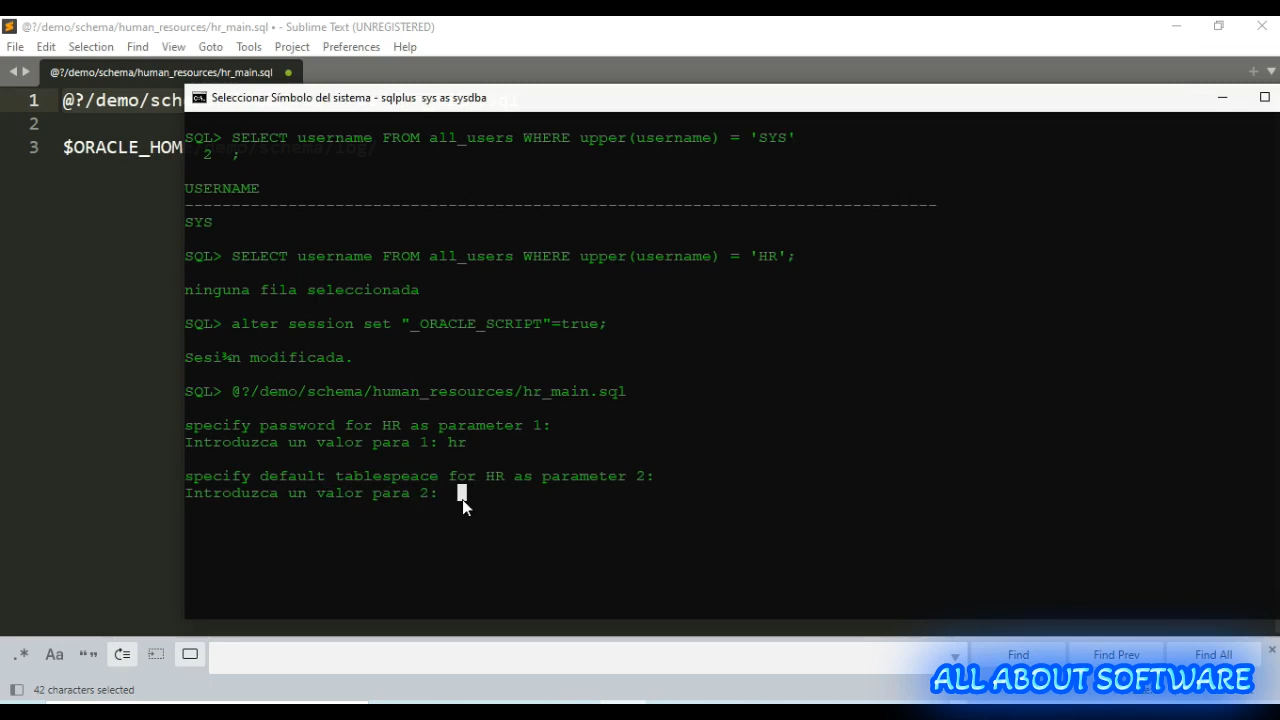 @?/demo/schema/human_resources/hr_main.sql • - Sublime Text (UNREGISTERED)
File Edit Selection Find View Goto Tools Project Preferences Help
@?/demo/schema/human_resources/hr_main.sql
1 @?/demo/sch
2
3 $ORACLE_HOM /demo/schema/log/
Seleccionar Símbolo del sistema - sqlplus sys as sysdba
SQL> SELECT username FROM all_users WHERE upper(username) = 'SYS'
2 ;
USERNAME
--------------------------------------------------------------------------------
SYS
SQL> SELECT username FROM all_users WHERE upper(username) = 'HR';
ninguna fila seleccionada
SQL> alter session set "_ORACLE_SCRIPT"=true;
Sesi¾n modificada.
SQL> @?/demo/schema/human_resources/hr_main.sql
specify password for HR as parameter 1:
Introduzca un valor para 1: hr
specify default tablespeace for HR as parameter 2:
Introduzca un valor para 2:
.* Aa “” Find Find Prev Find All
42 characters selected
ALL ABOUT SOFTWARE